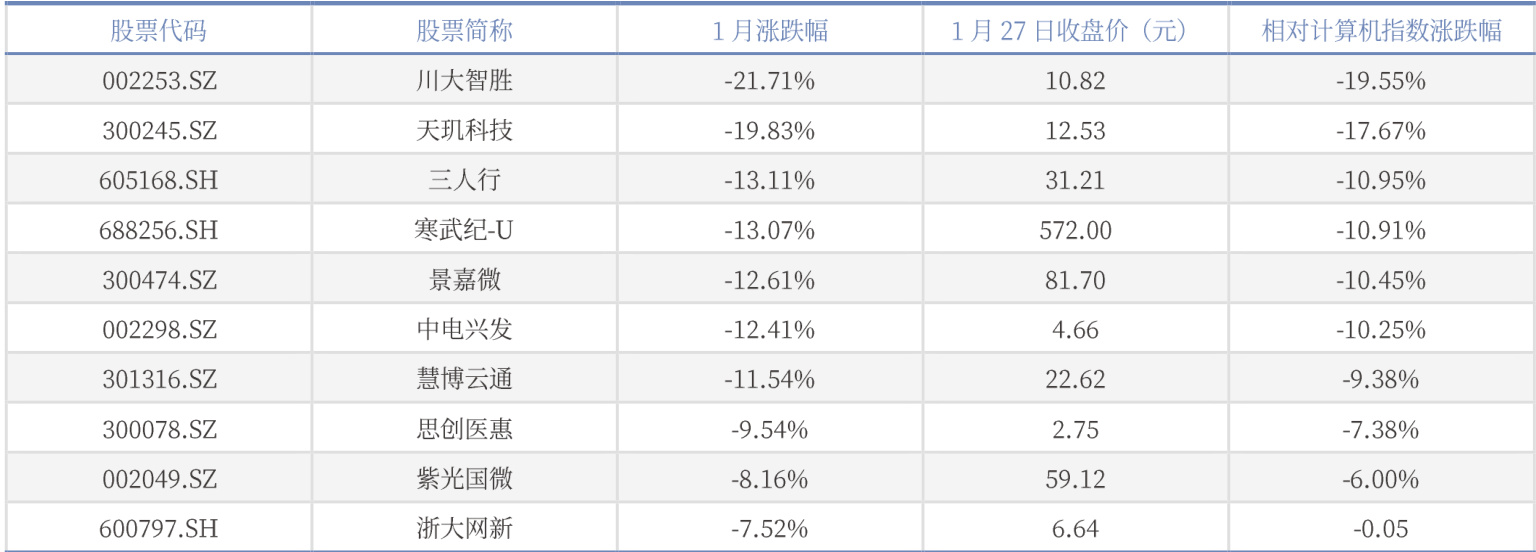 股票代码 股票简称 1 月涨跌幅 1 月 27 日收盘价（元） 相对计算机指数涨跌幅
002253.SZ 川大智胜 -21.71% 10.82 -19.55%
300245.SZ 天玑科技 -19.83% 12.53 -17.67%
605168.SH 三人行 -13.11% 31.21 -10.95%
688256.SH 寒武纪-U -13.07% 572.00 -10.91%
300474.SZ 景嘉微 -12.61% 81.70 -10.45%
002298.SZ 中电兴发 -12.41% 4.66 -10.25%
301316.SZ 慧博云通 -11.54% 22.62 -9.38%
300078.SZ 思创医惠 -9.54% 2.75 -7.38%
002049.SZ 紫光国微 -8.16% 59.12 -6.00%
600797.SH 浙大网新 -7.52% 6.64 -0.05